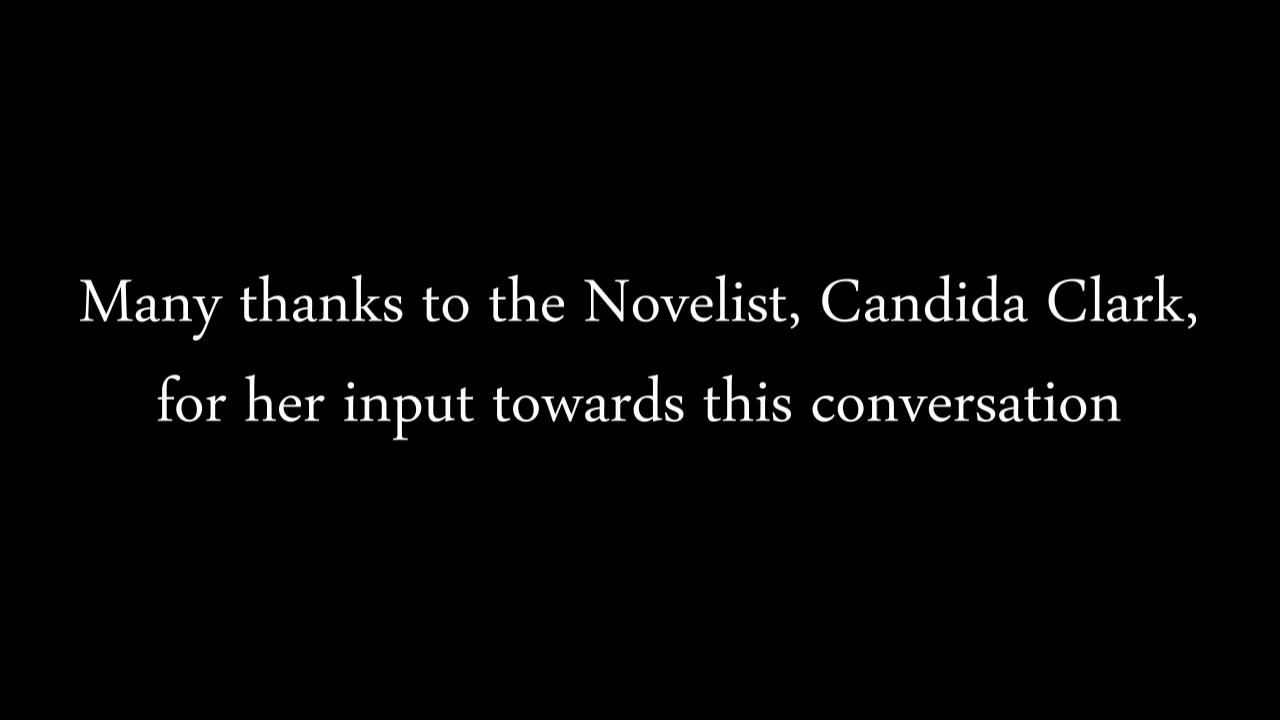 Many thanks to the Novelist, Candida Clark,
for her input towards this conversation